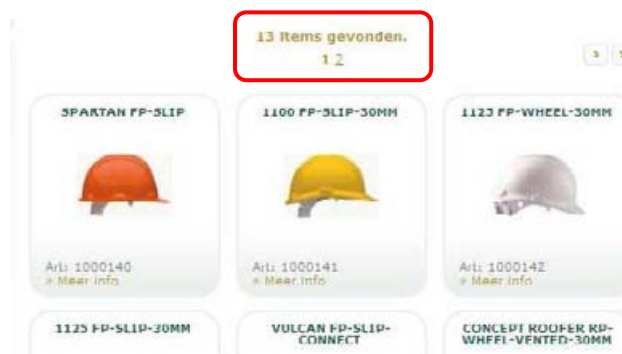 13 Items gevonden.
1 2
SPARTAN FP-SLIP
1100 FP-SLIP-30MM
1123 FP-WHEEL-30MM
Art: 1000140
» Meer info
Art: 1000141
» Meer info
Art: 1000142
» Meer info
1125 FP-SLIP-30MM
VULCAN FP-SLIP-
CONNECT
CONCEPT ROOFER RP-
WHEEL-VENTED-30MM